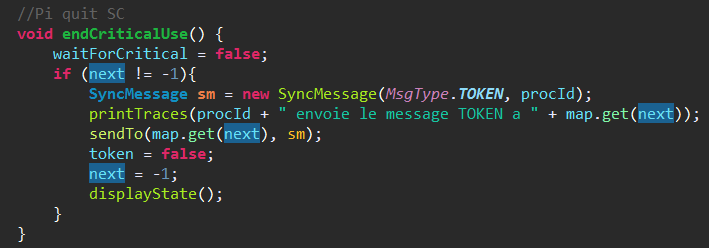 //Pi quit SC
void endCriticalUse() {
    waitForCritical = false;
    if (next != -1){
        SyncMessage sm = new SyncMessage(MsgType.TOKEN, procId);
        printTraces(procId + " envoie le message TOKEN a " + map.get(next));
        sendTo(map.get(next), sm);
        token = false;
        next = -1;
        displayState();
    }
}